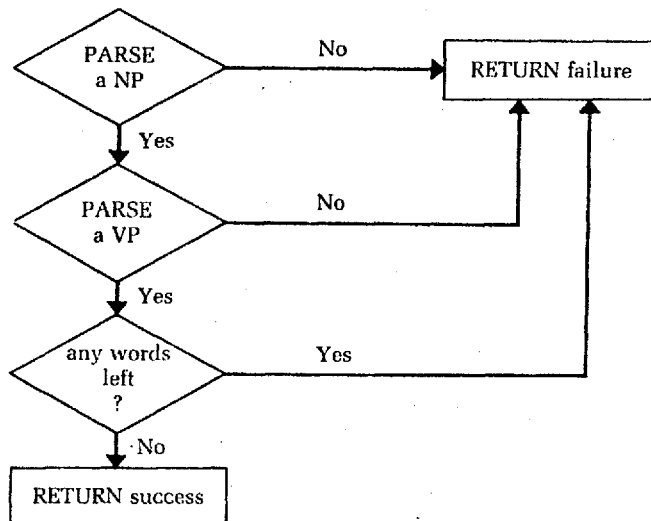 PARSE
a NP
No
RETURN failure
Yes
PARSE
a VP
No
Yes
any words
left
?
Yes
No
RETURN success